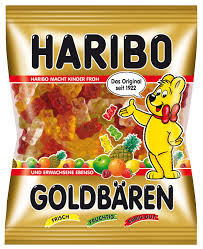 HARIBO
HARIBO MACHT KINDER FROH
Das Original
seit 1922
UND ERWACHSENE EBENSO
GOLDBÄREN
FRISCH
FRUCHTIG